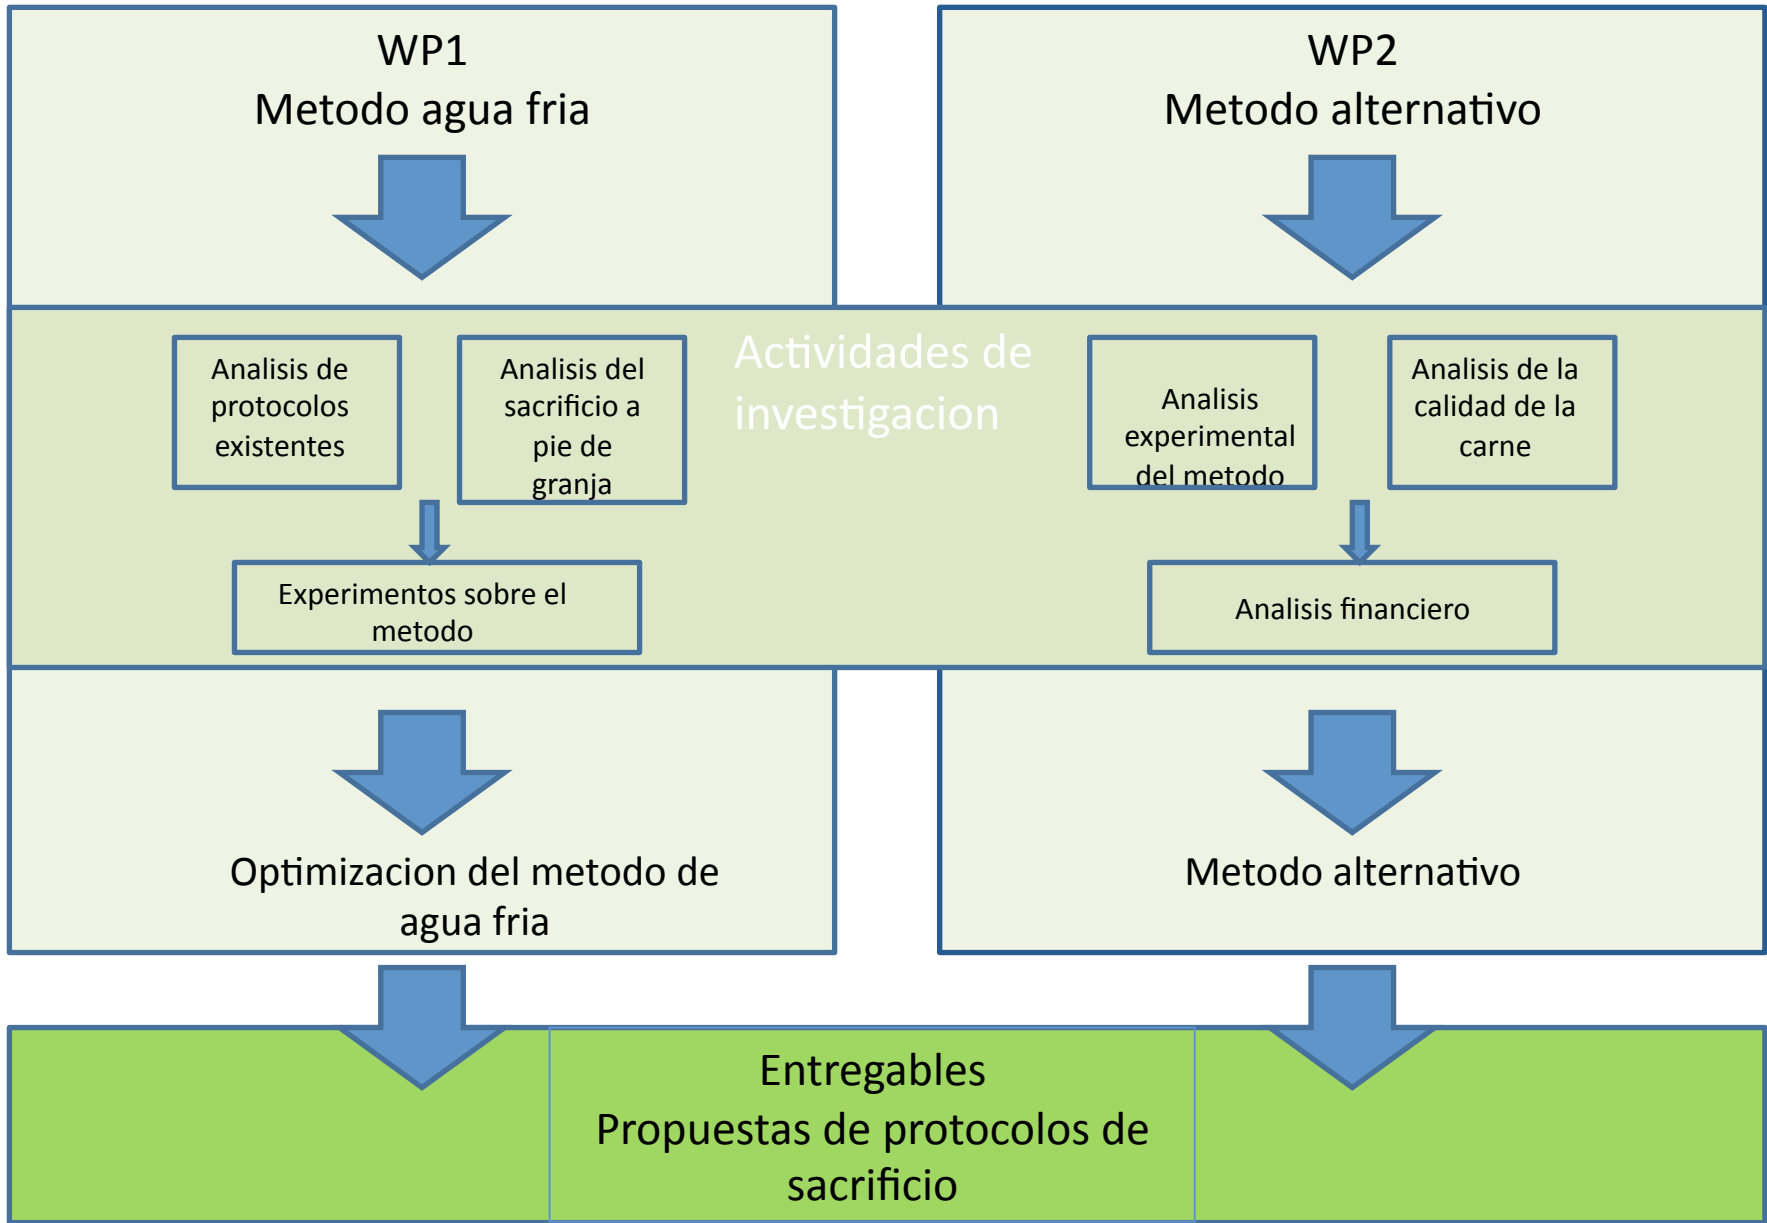 WP1
Metodo agua fria
WP2
Metodo alternativo
Actividades de
investigacion
Analisis de
protocolos
existentes
Analisis del
sacrificio a
pie de
granja
Experimentos sobre el
metodo
Analisis
experimental
del metodo
Analisis de la
calidad de la
carne
Analisis financiero
Optimizacion del metodo de
agua fria
Metodo alternativo
Entregables
Propuestas de protocolos de
sacrificio